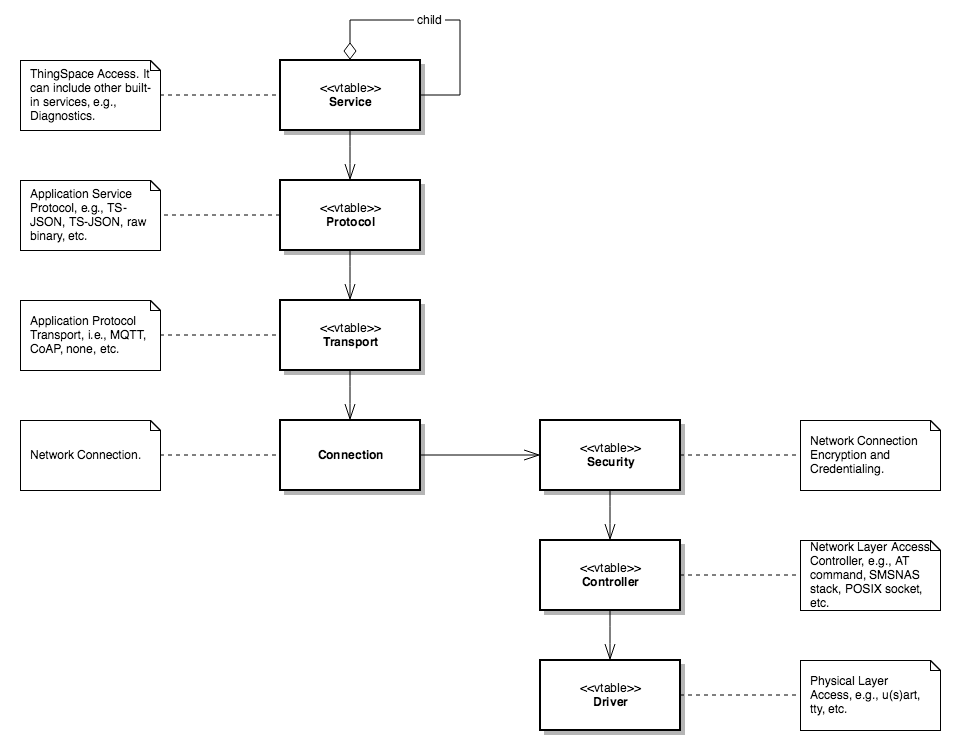 child
ThingSpace Access. It
can include other built-
in services, e.g.,
Diagnostics.
<<vtable>>
Service
Application Service
Protocol, e.g., TS-
JSON, TS-JSON, raw
binary, etc.
<<vtable>>
Protocol
Application Protocol
Transport, i.e., MQTT,
CoAP, none, etc.
<<vtable>>
Transport
Network Connection.
Connection
<<vtable>>
Security
Network Connection
Encryption and
Credentialing.
<<vtable>>
Controller
Network Layer Access
Controller, e.g., AT
command, SMSNAS
stack, POSIX socket,
etc.
<<vtable>>
Driver
Physical Layer
Access, e.g., u(s)art,
tty, etc.